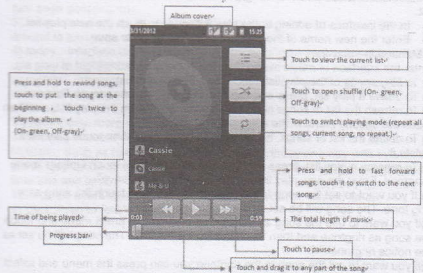 Album cover
3/31/2012
15:25
Touch to view the current list
Touch to open shuffle (On- green,
Off-gray)
Touch to switch playing mode (repeat all
songs, current song, no repeat.)
Press and hold to rewind songs,
touch to put the song at the
beginning , touch twice to
play the album.
(On- green, Off-gray)
Cassie
Cassie
Me & U
Press and hold to fast forward
songs, touch it to switch to the next
song.
Time of being played
0:03
0:59
The total length of music
Progress bar
Touch to pause
Touch and drag it to any part of the song